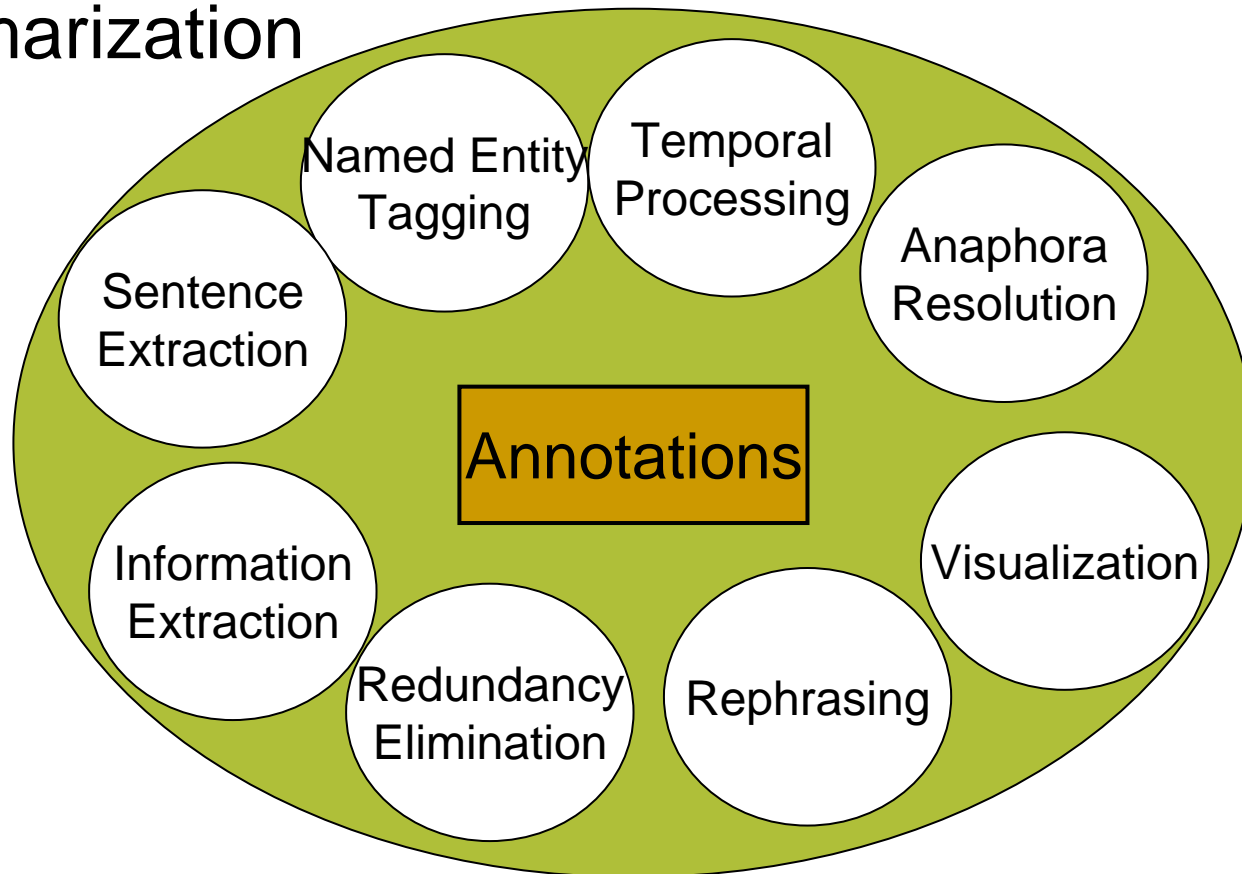 narization
Named Entity
Tagging
Temporal
Processing
Anaphora
Resolution
Sentence
Extraction
Annotations
Information
Extraction
Visualization
Redundancy
Elimination
Rephrasing